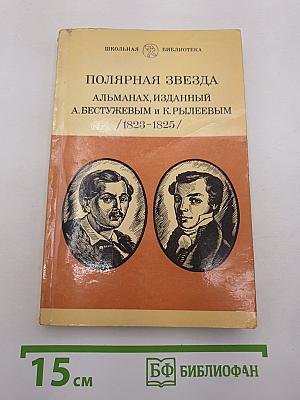 ШКОЛЬНАЯ БИБЛИОТЕКА
ПОЛЯРНАЯ ЗВЕЗДА
АЛЬМАНАХ, ИЗДАННЫЙ
А. БЕСТУЖЕВЫМ и К. РЫЛЕЕВЫМ
/1823-1825/
15 см
БФ БИБЛИОФАН